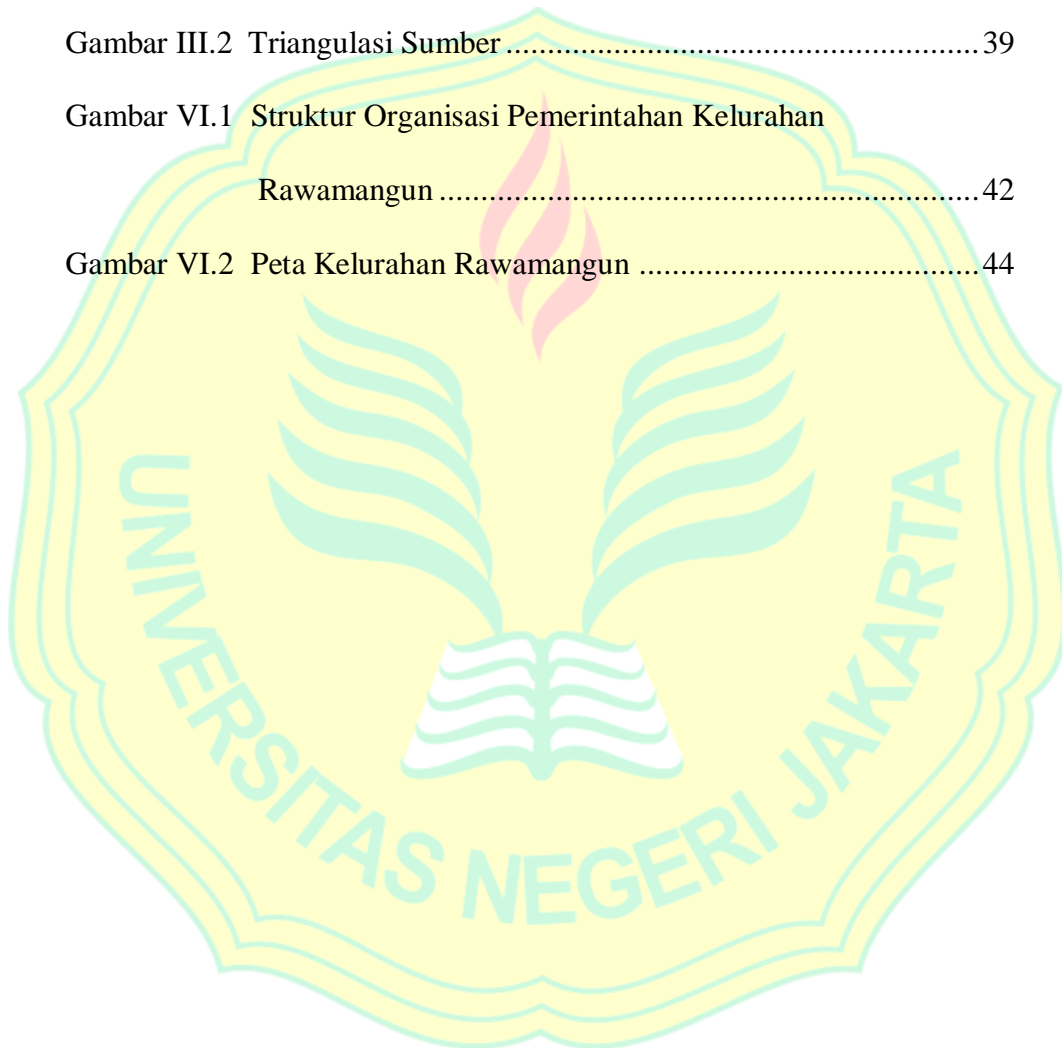 Gambar III.2 Triangulasi Sumber ......................................................... 39
Gambar VI.1 Struktur Organisasi Pemerintahan Kelurahan
Rawamangun ................................................................. 42
Gambar VI.2 Peta Kelurahan Rawamangun ......................................... 44
UNIVERSITAS NEGERI JAKARTA